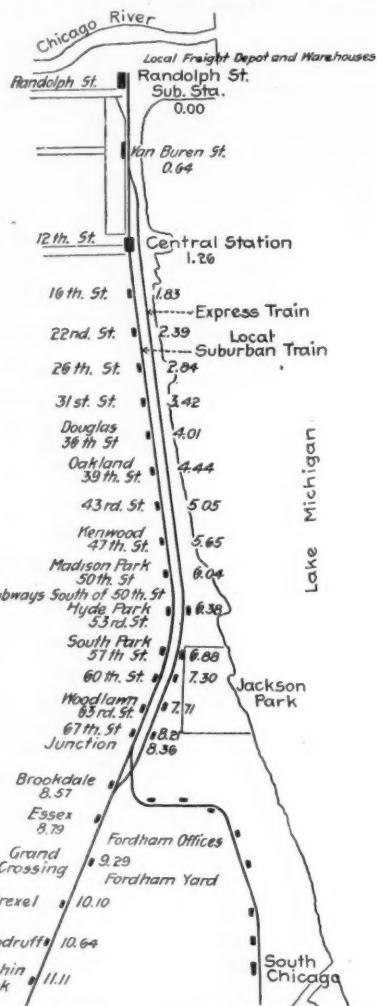 Chicago River
Local Freight Depot and Warehouses
Randolph St.
Randolph St.
Sub. Sta.
0.00
Van Buren St.
0.64
12th. St.
Central Station
1.26
16th. St.
1.83
Express Train
22nd. St.
2.39
Local
Suburban Train
26th. St.
2.84
31st. St.
3.42
Douglas
36th St
4.01
Oakland
39th. St.
4.44
43rd. St.
5.05
Kenwood
47th St.
5.65
Madison Park
50th. St
6.04
Lake Michigan
South of 50th. St
Hyde Park
53rd. St.
6.38
South Park
57th St.
6.88
60th. St.
7.30
Jackson
Park
Woodlawn
63rd. St.
7.71
67th. St
Junction
8.21
8.36
Brookdale
8.57
Essex
8.79
Grand
9.29
Fordham Offices
Fordham Yard
10.10
10.64
11.11
South
Chicago